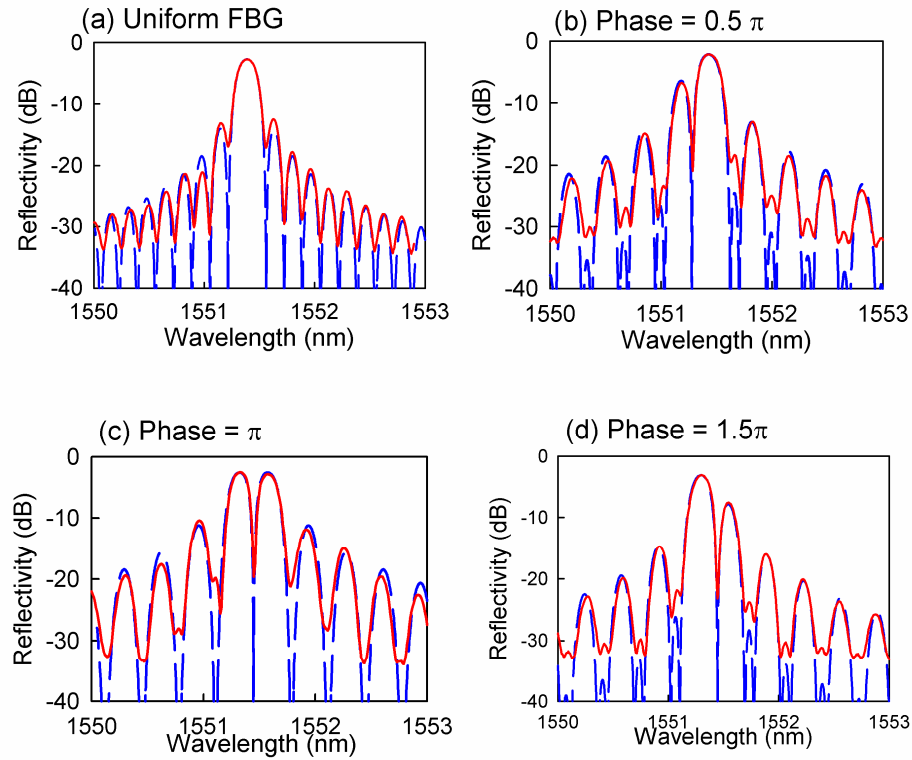 (a) Uniform FBG
0
-10
-20
-30
-40
Reflectivity (dB)
1550 1551 1552 1553
Wavelength (nm)
(b) Phase = 0.5 π
0
-10
-20
-30
-40
Reflectivity (dB)
1550 1551 1552 1553
Wavelength (nm)
(c) Phase = π
0
-10
-20
-30
-40
Reflectivity (dB)
1550 1551 1552 1553
Wavelength (nm)
(d) Phase = 1.5π
0
-10
-20
-30
-40
Reflectivity (dB)
1550 1551 1552 1553
Wavelength (nm)